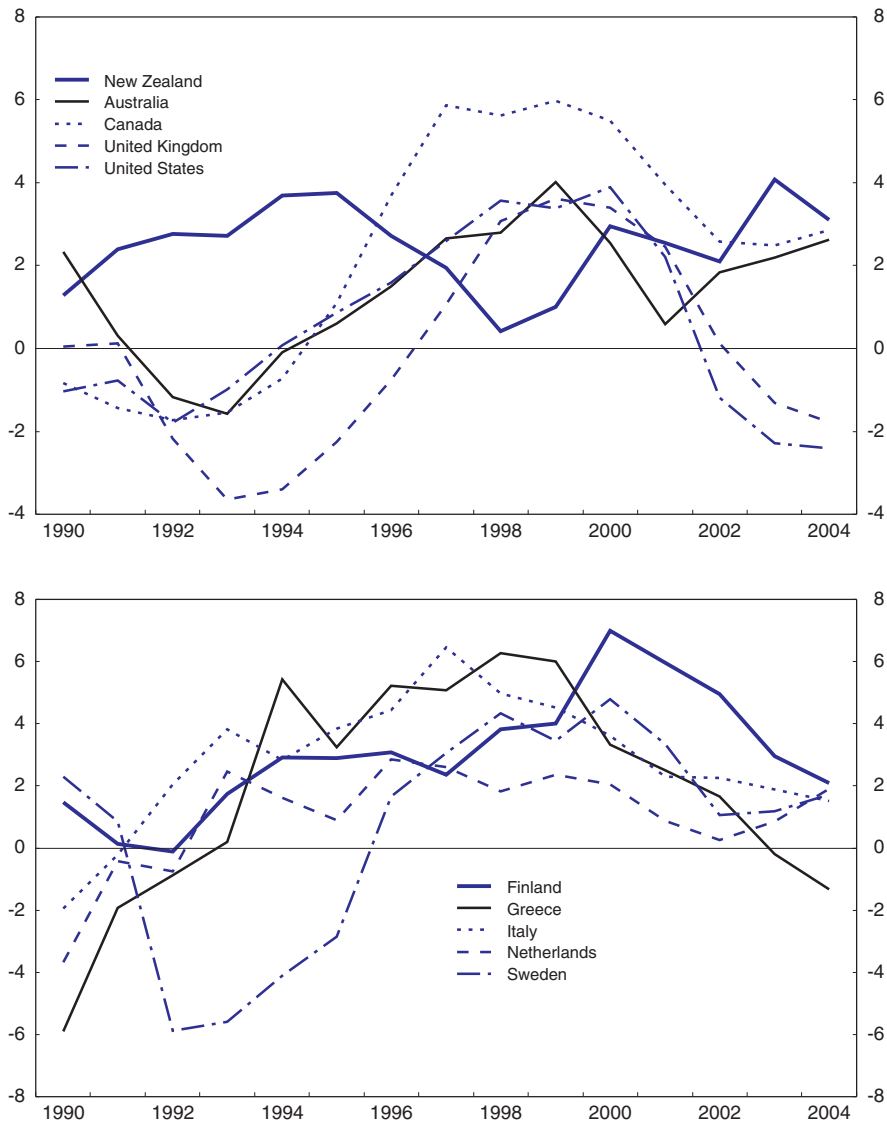 8 8
New Zealand
6 Australia 6
Canada
United Kingdom
United States
4 4
2 2
0 0
-2 -2
-4 -4
1990 1992 1994 1996 1998 2000 2002 2004
8 8
6 6
4 4
2 2
0 0
Finland
-2 Greece -2
Italy
Netherlands
-4 Sweden -4
-6 -6
-8 -8
1990 1992 1994 1996 1998 2000 2002 2004